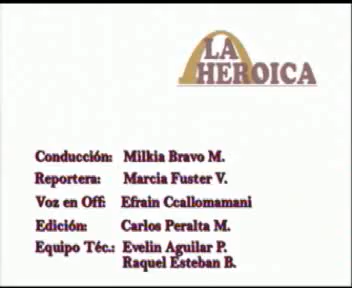 LA
HEROICA
Conducción: Milkia Bravo M.
Reportera: Marcia Fuster V.
Voz en Off: Efrain Ccallomamani
Edición: Carlos Peralta M.
Equipo Téc.: Evelin Aguilar P.
Raquel Esteban B.